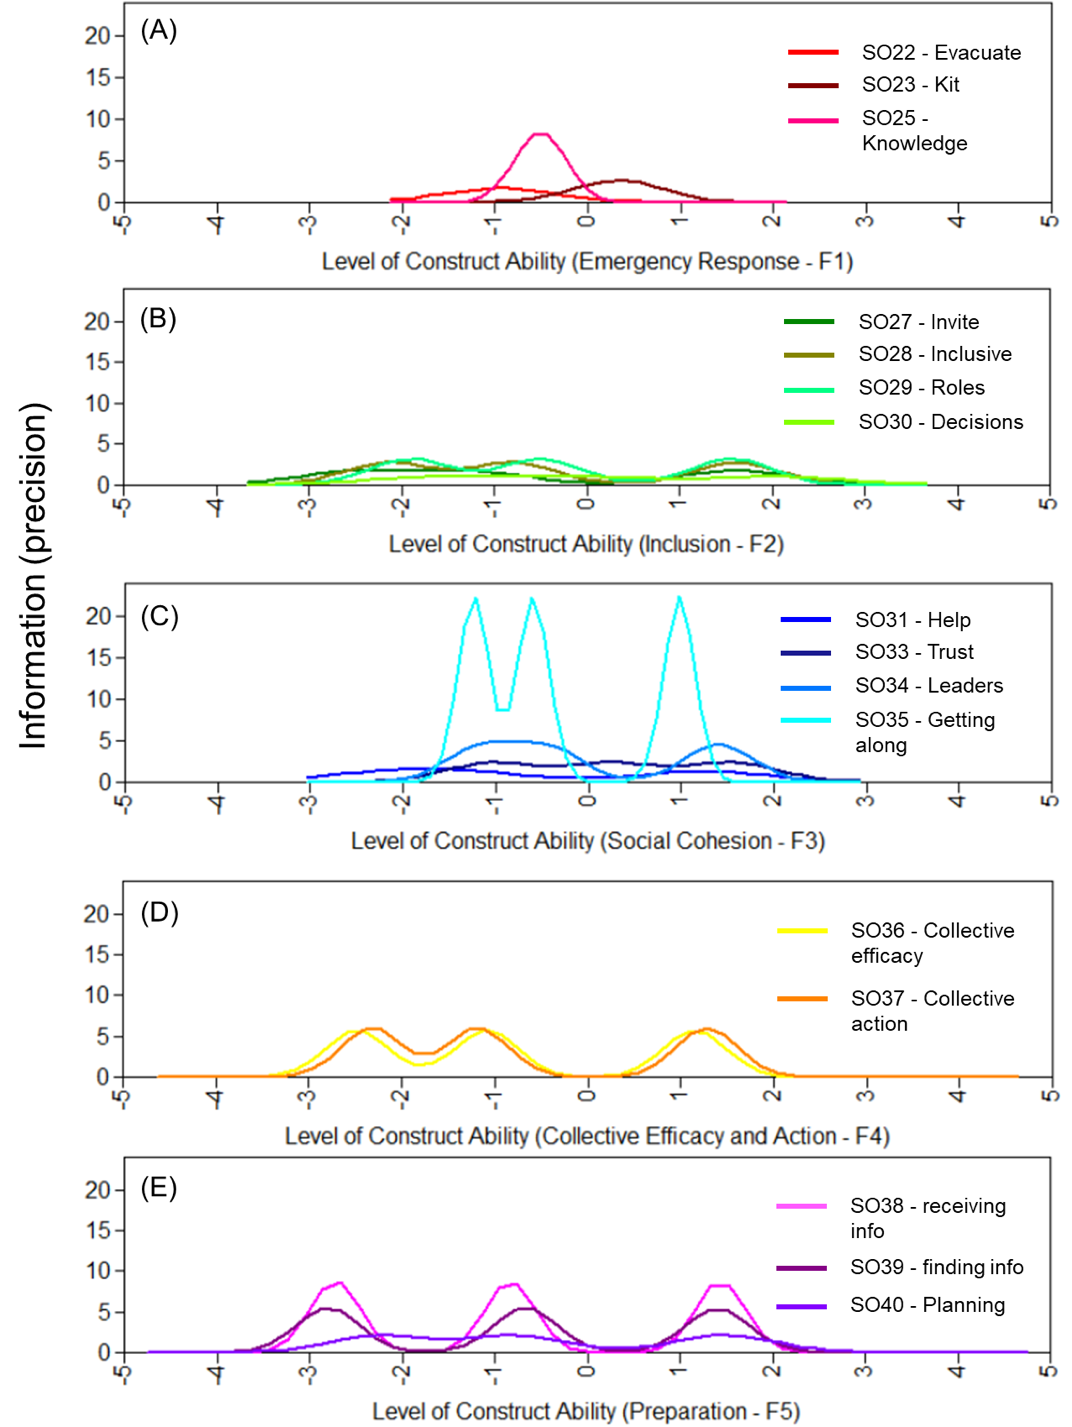 Information (precision)
(A)
20
15
10
5
0
SO22 - Evacuate
SO23 - Kit
SO25 -
Knowledge
-5 -4 -3 -2 -1 0 1 2 3 4 5
Level of Construct Ability (Emergency Response - F1)
(B)
20
15
10
5
0
SO27 - Invite
SO28 - Inclusive
SO29 - Roles
SO30 - Decisions
-5 -4 -3 -2 -1 0 1 2 3 4 5
Level of Construct Ability (Inclusion - F2)
(C)
20
15
10
5
0
SO31 - Help
SO33 - Trust
SO34 - Leaders
SO35 - Getting
along
-5 -4 -3 -2 -1 0 1 2 3 4 5
Level of Construct Ability (Social Cohesion - F3)
(D)
20
15
10
5
0
SO36 - Collective
efficacy
SO37 - Collective
action
-5 -4 -3 -2 -1 0 1 2 3 4 5
Level of Construct Ability (Collective Efficacy and Action - F4)
(E)
20
15
10
5
0
SO38 - receiving
info
SO39 - finding info
SO40 - Planning
-5 -4 -3 -2 -1 0 1 2 3 4 5
Level of Construct Ability (Preparation - F5)